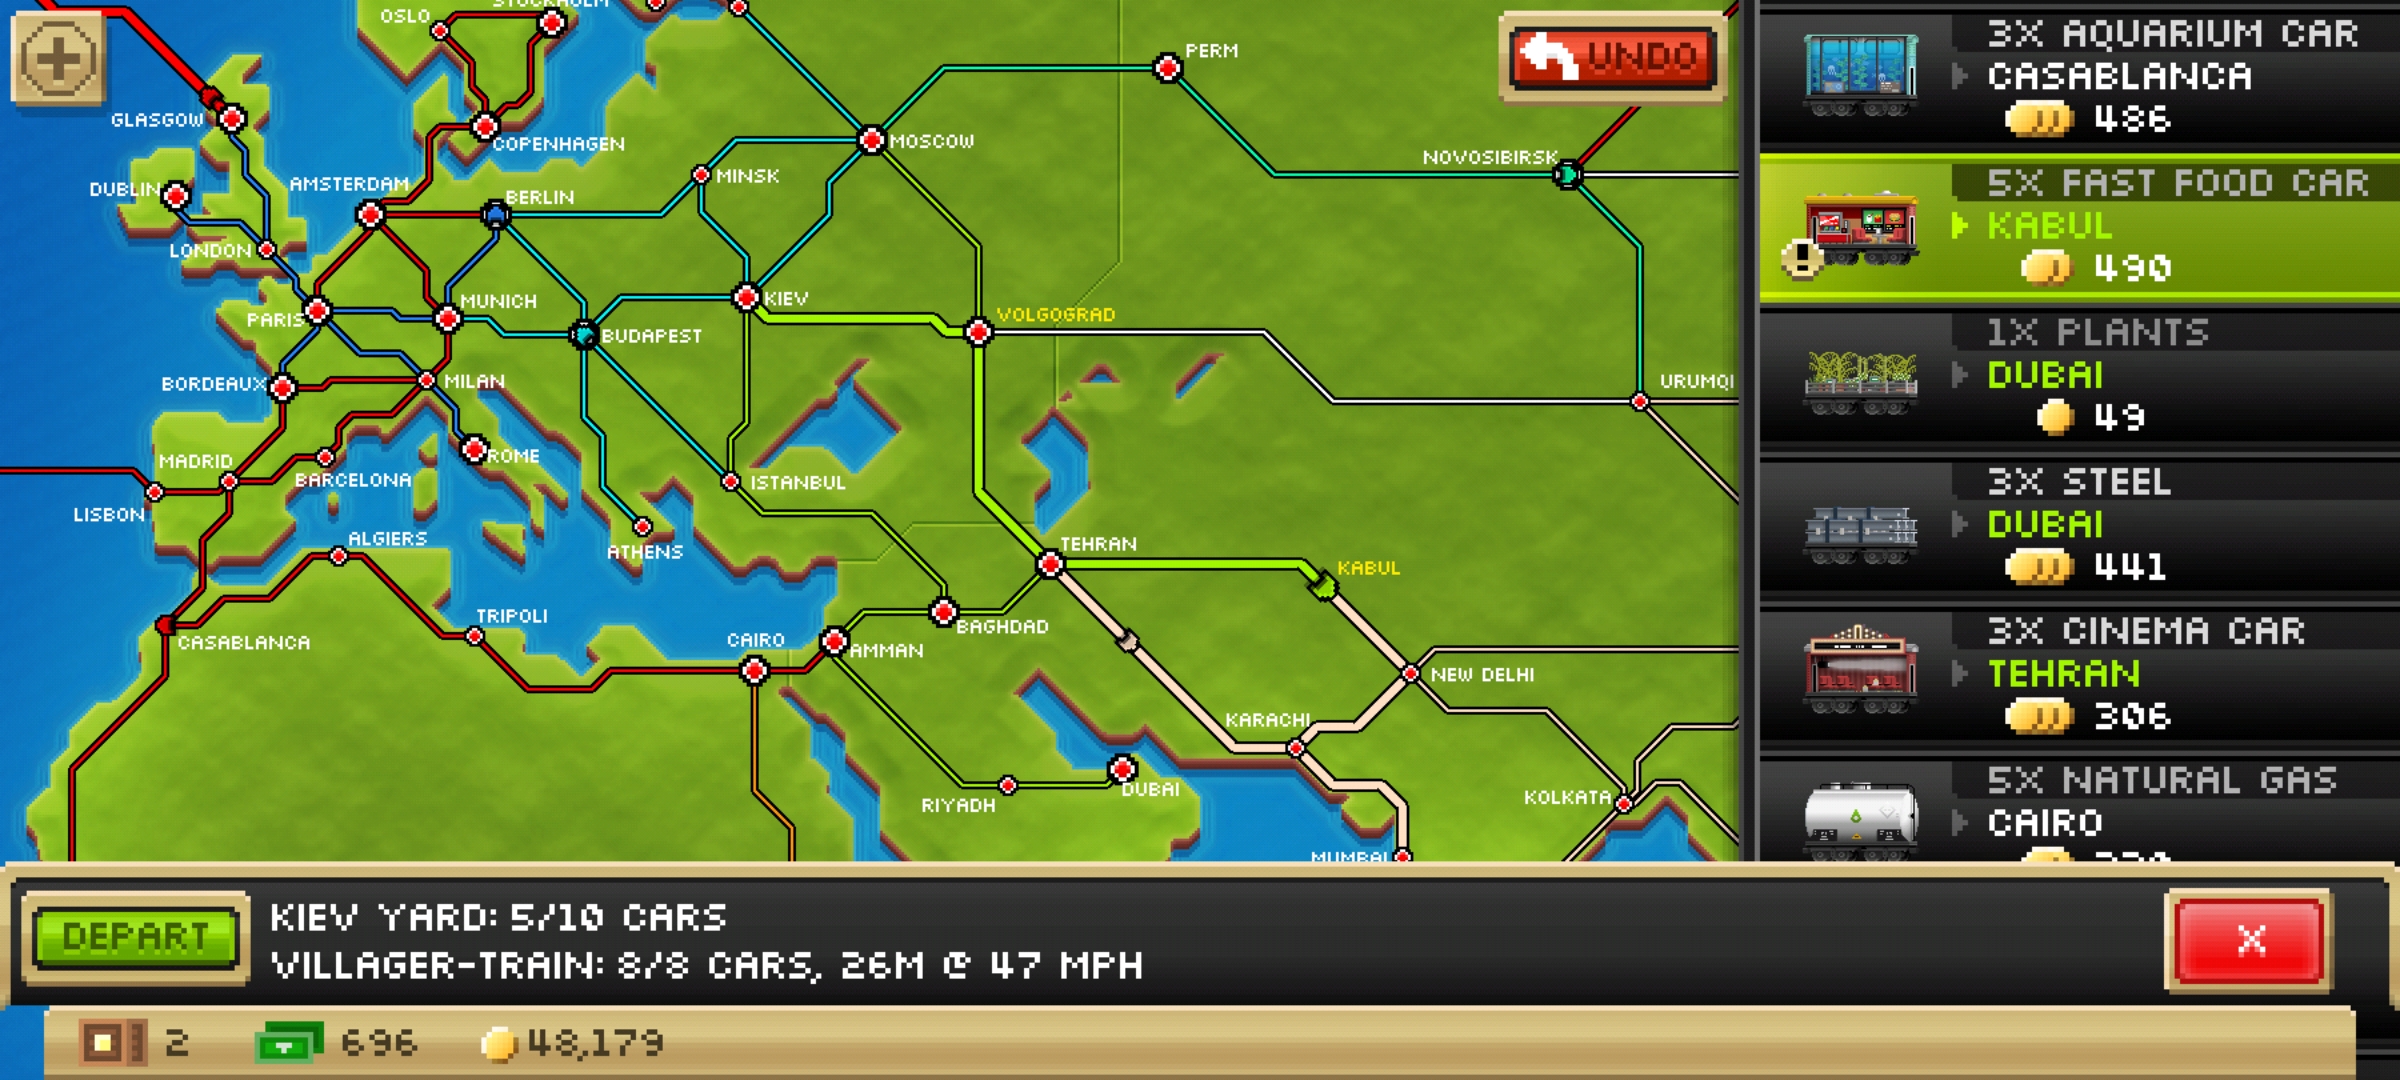 OSLO
STOCKHOLM
PERM
UNDO
GLASGOW
COPENHAGEN
MOSCOW
NOVOSIBIRSK
MINSK
DUBLIN
AMSTERDAM
BERLIN
LONDON
MUNICH
KIEV
PARIS
VOLGOGRAD
BUDAPEST
BORDEAUX
MILAN
URUMQI
MADRID
ROME
BARCELONA
ISTANBUL
LISBON
ALGIERS
ATHENS
TEHRAN
KABUL
TRIPOLI
CASABLANCA
CAIRO
BAGHDAD
AMMAN
NEW DELHI
KARACHI
DUBAI
RIYADH
KOLKATA
MUMBAI
3X AQUARIUM CAR
CASABLANCA
486
5X FAST FOOD CAR
KABUL
490
1X PLANTS
DUBAI
49
3X STEEL
DUBAI
441
3X CINEMA CAR
TEHRAN
306
5X NATURAL GAS
CAIRO
DEPART
KIEV YARD: 5/10 CARS
VILLAGER-TRAIN: 8/8 CARS, 26M @ 47 MPH
X
2
696
48,179